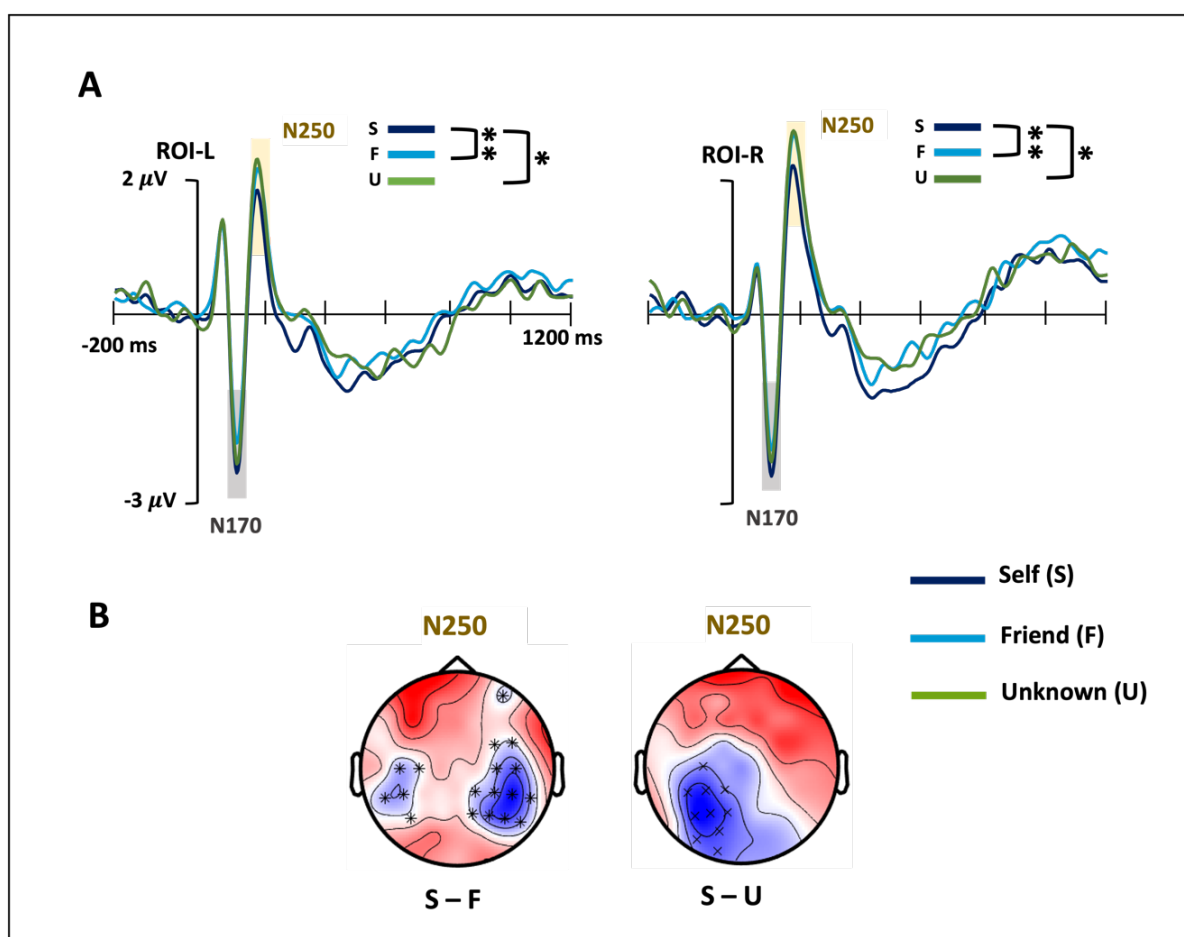 A
N250
S
F
U
*
*
*
ROI-L
2 μV
-200 ms
1200 ms
-3 μV
N170
N250
S
F
U
*
*
*
ROI-R
N170
Self (S)
Friend (F)
Unknown (U)
B
N250
S – F
N250
S – U